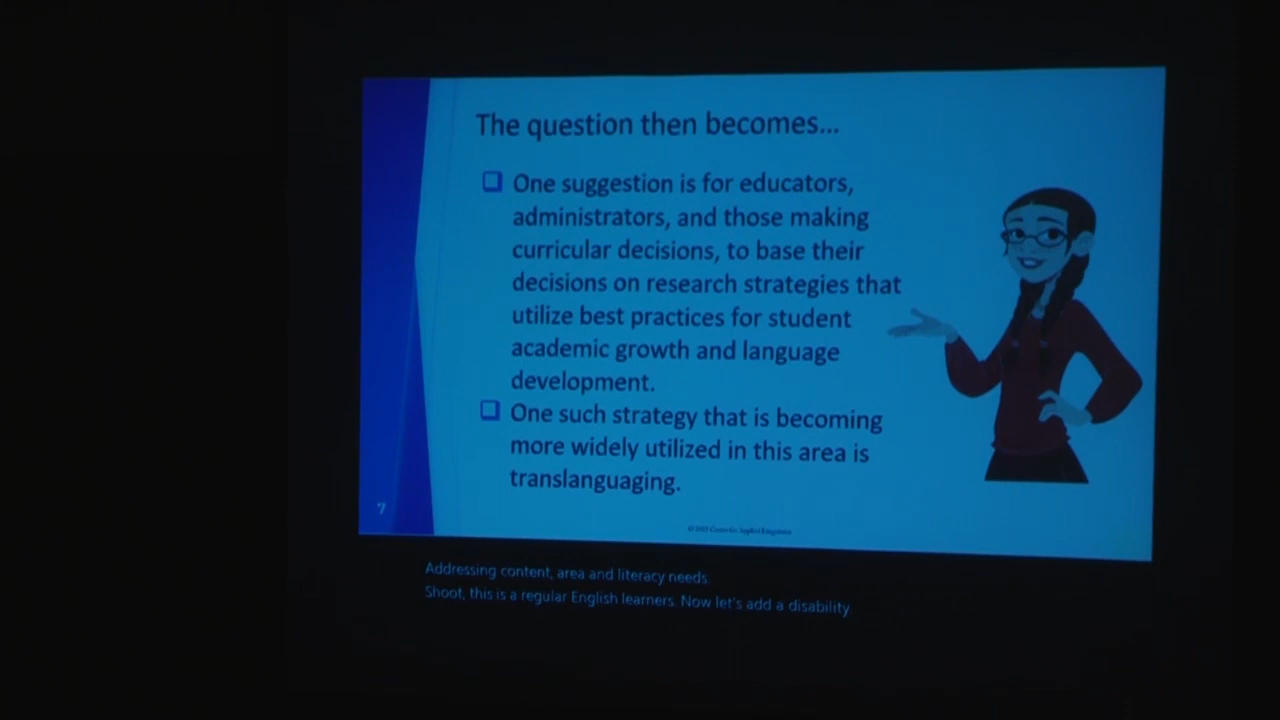 The question then becomes...
One suggestion is for educators,
administrators, and those making
curricular decisions, to base their
decisions on research strategies that
utilize best practices for student
academic growth and language
development.
One such strategy that is becoming
more widely utilized in this area is
translanguaging.
7
Addressing content, area and literacy needs.
Shoot, this is a regular English learners. Now let's add a disability